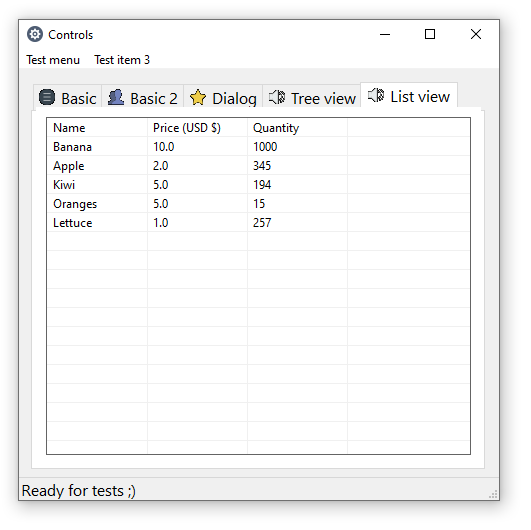 Controls
Test menu Test item 3
Basic Basic 2 Dialog Tree view List view
Name Price (USD $) Quantity
Banana 10.0 1000
Apple 2.0 345
Kiwi 5.0 194
Oranges 5.0 15
Lettuce 1.0 257
Ready for tests ;)